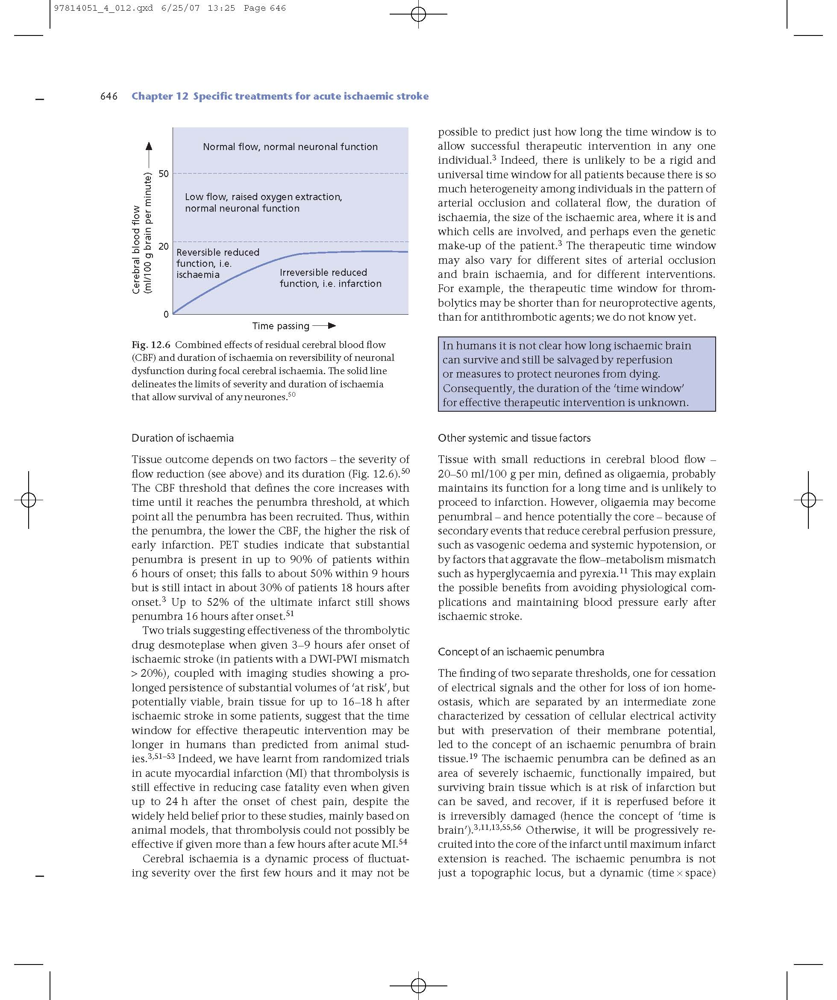 97814051_4_012.qxd 6/25/07 13:25 Page 646
646 Chapter 12 Specific treatments for acute ischaemic stroke
Cerebral blood flow
(ml/100 g brain per minute)
50
20
0
Normal flow, normal neuronal function
Low flow, raised oxygen extraction,
normal neuronal function
Reversible reduced
function, i.e.
ischaemia
Irreversible reduced
function, i.e. infarction
Time passing
Fig. 12.6 Combined effects of residual cerebral blood flow
(CBF) and duration of ischaemia on reversibility of neuronal
dysfunction during focal cerebral ischaemia. The solid line
delineates the limits of severity and duration of ischaemia
that allow survival of any neurones.50
Duration of ischaemia
Tissue outcome depends on two factors – the severity of
flow reduction (see above) and its duration (Fig. 12.6).50
The CBF threshold that defines the core increases with
time until it reaches the penumbra threshold, at which
point all the penumbra has been recruited. Thus, within
the penumbra, the lower the CBF, the higher the risk of
early infarction. PET studies indicate that substantial
penumbra is present in up to 90% of patients within
6 hours of onset; this falls to about 50% within 9 hours
but is still intact in about 30% of patients 18 hours after
onset.3 Up to 52% of the ultimate infarct still shows
penumbra 16 hours after onset.51
Two trials suggesting effectiveness of the thrombolytic
drug desmoteplase when given 3–9 hours afer onset of
ischaemic stroke (in patients with a DWI-PWI mismatch
> 20%), coupled with imaging studies showing a pro-
longed persistence of substantial volumes of ‘at risk’, but
potentially viable, brain tissue for up to 16–18 h after
ischaemic stroke in some patients, suggest that the time
window for effective therapeutic intervention may be
longer in humans than predicted from animal stud-
ies.3,51–53 Indeed, we have learnt from randomized trials
in acute myocardial infarction (MI) that thrombolysis is
still effective in reducing case fatality even when given
up to 24 h after the onset of chest pain, despite the
widely held belief prior to these studies, mainly based on
animal models, that thrombolysis could not possibly be
effective if given more than a few hours after acute MI.54
Cerebral ischaemia is a dynamic process of fluctuat-
ing severity over the first few hours and it may not be
possible to predict just how long the time window is to
allow successful therapeutic intervention in any one
individual.3 Indeed, there is unlikely to be a rigid and
universal time window for all patients because there is so
much heterogeneity among individuals in the pattern of
arterial occlusion and collateral flow, the duration of
ischaemia, the size of the ischaemic area, where it is and
which cells are involved, and perhaps even the genetic
make-up of the patient.3 The therapeutic time window
may also vary for different sites of arterial occlusion
and brain ischaemia, and for different interventions.
For example, the therapeutic time window for throm-
bolytics may be shorter than for neuroprotective agents,
than for antithrombotic agents; we do not know yet.
In humans it is not clear how long ischaemic brain
can survive and still be salvaged by reperfusion
or measures to protect neurones from dying.
Consequently, the duration of the ‘time window’
for effective therapeutic intervention is unknown.
Other systemic and tissue factors
Tissue with small reductions in cerebral blood flow –
20–50 ml/100 g per min, defined as oligaemia, probably
maintains its function for a long time and is unlikely to
proceed to infarction. However, oligaemia may become
penumbral – and hence potentially the core – because of
secondary events that reduce cerebral perfusion pressure,
such as vasogenic oedema and systemic hypotension, or
by factors that aggravate the flow–metabolism mismatch
such as hyperglycaemia and pyrexia.11 This may explain
the possible benefits from avoiding physiological com-
plications and maintaining blood pressure early after
ischaemic stroke.
Concept of an ischaemic penumbra
The finding of two separate thresholds, one for cessation
of electrical signals and the other for loss of ion home-
ostasis, which are separated by an intermediate zone
characterized by cessation of cellular electrical activity
but with preservation of their membrane potential,
led to the concept of an ischaemic penumbra of brain
tissue.19 The ischaemic penumbra can be defined as an
area of severely ischaemic, functionally impaired, but
surviving brain tissue which is at risk of infarction but
can be saved, and recover, if it is reperfused before it
is irreversibly damaged (hence the concept of ‘time is
brain’).3,11,13,55,56 Otherwise, it will be progressively re-
cruited into the core of the infarct until maximum infarct
extension is reached. The ischaemic penumbra is not
just a topographic locus, but a dynamic (time × space)